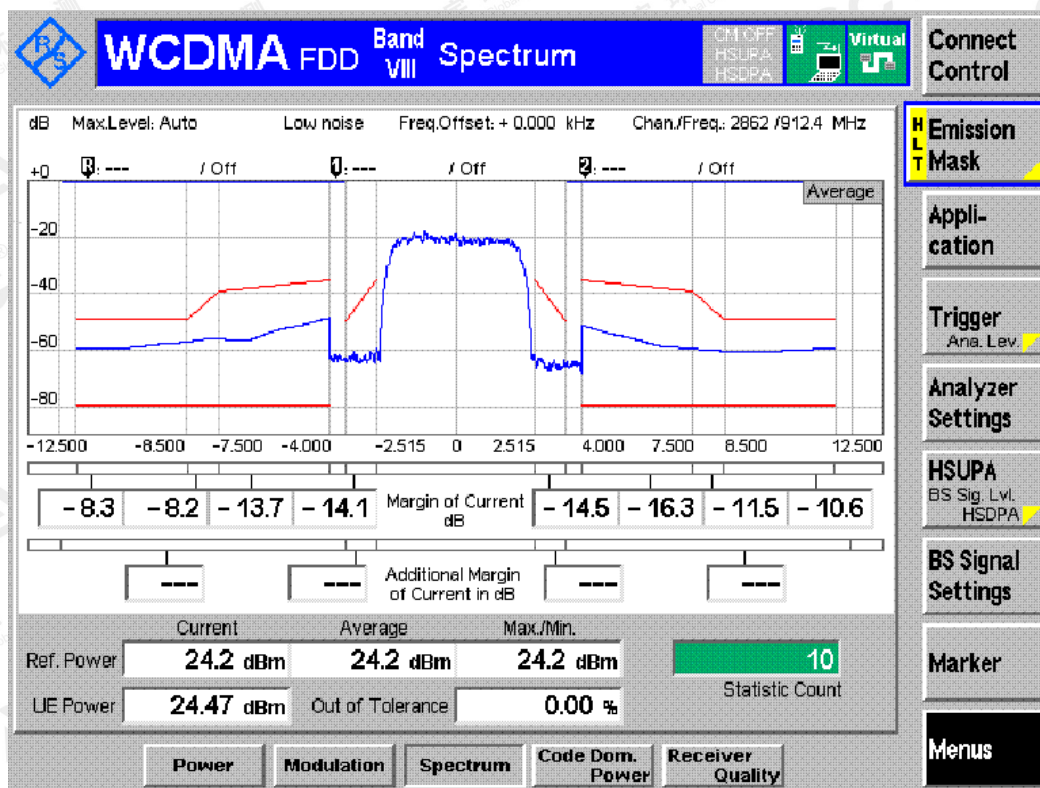 R&S
WCDMA FDD Band VIII Spectrum
CM:OFF
HSUPA
HSDPA
Virtual
Connect Control
dB Max.Level: Auto Low noise Freq.Offset: + 0.000 kHz Chan./Freq.: 2862 /912.4 MHz
HLT Emission Mask
R: --- / Off 1: --- / Off 2: --- / Off
+0
Average
-20
-40
-60
-80
Appli-
cation
Trigger
Ana. Lev.
Analyzer Settings
-12.500 -8.500 -7.500 -4.000 -2.515 0 2.515 4.000 7.500 8.500 12.500
HSUPA
BS Sig. Lvl.
HSDPA
- 8.3 - 8.2 - 13.7 - 14.1 Margin of Current dB - 14.5 - 16.3 - 11.5 - 10.6
--- --- Additional Margin of Current in dB --- ---
BS Signal Settings
Current Average Max./Min.
Ref. Power 24.2 dBm 24.2 dBm 24.2 dBm 10
Statistic Count
UE Power 24.47 dBm Out of Tolerance 0.00 %
Marker
Menus
Power Modulation Spectrum Code Dom. Power Receiver Quality